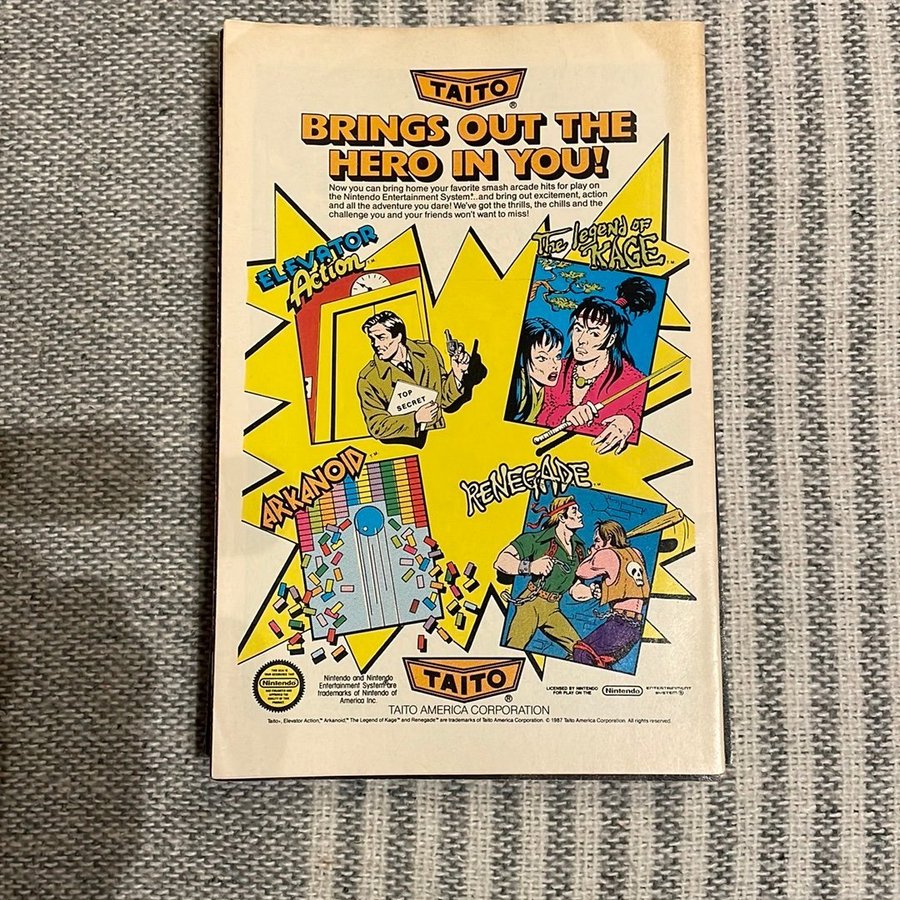 TAITO®
BRINGS OUT THE
HERO IN YOU!
Now you can bring home your favorite smash arcade hits for play on
the Nintendo Entertainment System®...and bring out excitement, action
and all the adventure you dare! We've got the thrills, the chills and the
challenge you and your friends won't want to miss!
ELEVATOR
Action™
The legend of
KAGE™
TOP
SECRET
ARKANOID™
RENEGADE™
Nintendo
Nintendo and Nintendo
Entertainment System® are
trademarks of Nintendo of
America Inc.
TAITO®
TAITO AMERICA CORPORATION
LICENSED BY NINTENDO
FOR PLAY ON THE
Nintendo
ENTERTAINMENT
SYSTEM®
Taito®, Elevator Action,™ Arkanoid,™ The Legend of Kage™ and Renegade™ are trademarks of Taito America Corporation. © 1987 Taito America Corporation. All rights reserved.